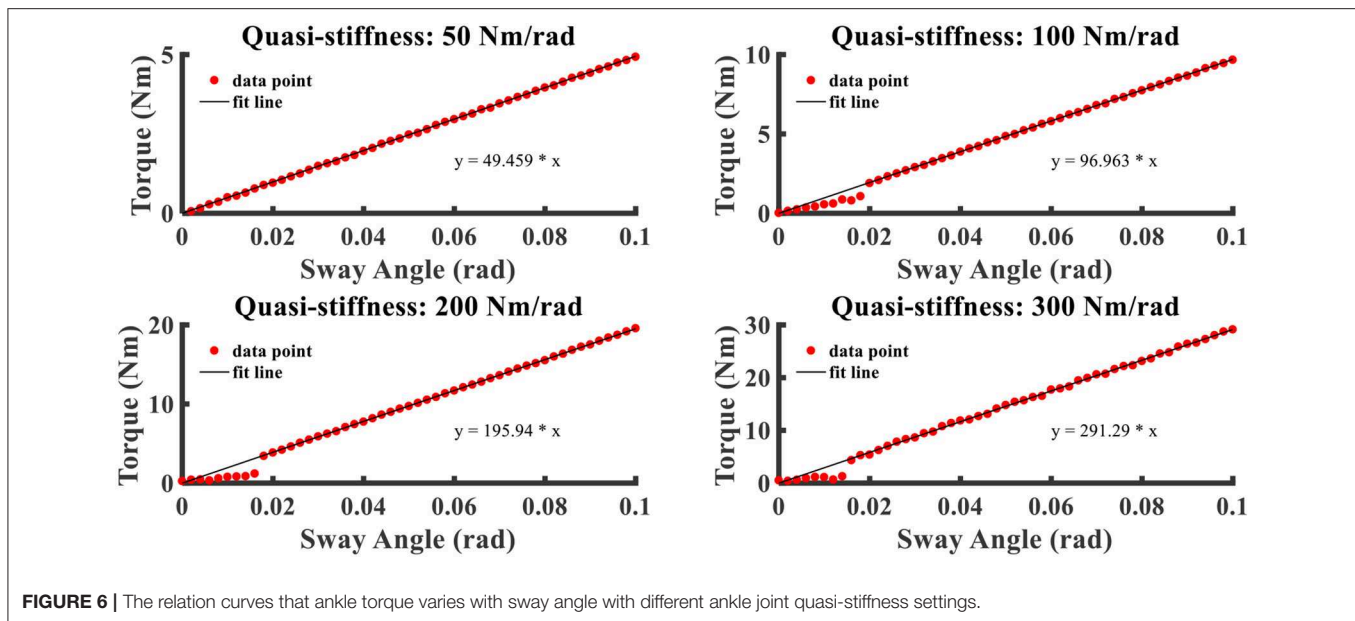 Quasi-stiffness: 50 Nm/rad
5
data point
fit line
y = 49.459 * x
Torque (Nm)
0
0 0.02 0.04 0.06 0.08 0.1
Sway Angle (rad)
Quasi-stiffness: 100 Nm/rad
10
data point
fit line
5
y = 96.963 * x
Torque (Nm)
0
0 0.02 0.04 0.06 0.08 0.1
Sway Angle (rad)
Quasi-stiffness: 200 Nm/rad
20
data point
fit line
10
y = 195.94 * x
Torque (Nm)
0
0 0.02 0.04 0.06 0.08 0.1
Sway Angle (rad)
Quasi-stiffness: 300 Nm/rad
30
data point
fit line
20
10
y = 291.29 * x
Torque (Nm)
0
0 0.02 0.04 0.06 0.08 0.1
Sway Angle (rad)
FIGURE 6 | The relation curves that ankle torque varies with sway angle with different ankle joint quasi-stiffness settings.